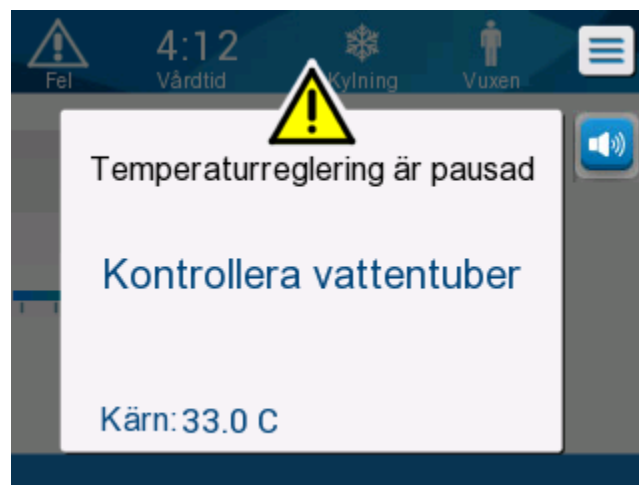 4:12
Fel
Vårdtid
Kylning
Vuxen
Temperaturreglering är pausad
Kontrollera vattentuber
Kärn: 33.0 C